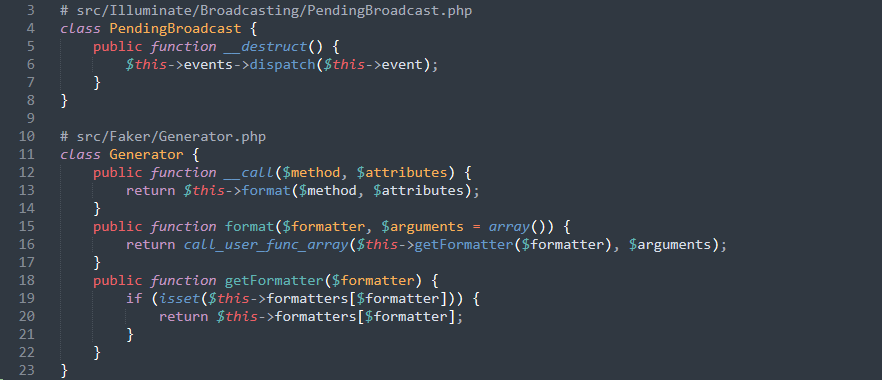 3 # src/Illuminate/Broadcasting/PendingBroadcast.php
4 class PendingBroadcast {
5     public function __destruct() {
6         $this->events->dispatch($this->event);
7     }
8 }
9
10 # src/Faker/Generator.php
11 class Generator {
12     public function __call($method, $attributes) {
13         return $this->format($method, $attributes);
14     }
15     public function format($formatter, $arguments = array()) {
16         return call_user_func_array($this->getFormatter($formatter), $arguments);
17     }
18     public function getFormatter($formatter) {
19         if (isset($this->formatters[$formatter])) {
20             return $this->formatters[$formatter];
21         }
22     }
23 }